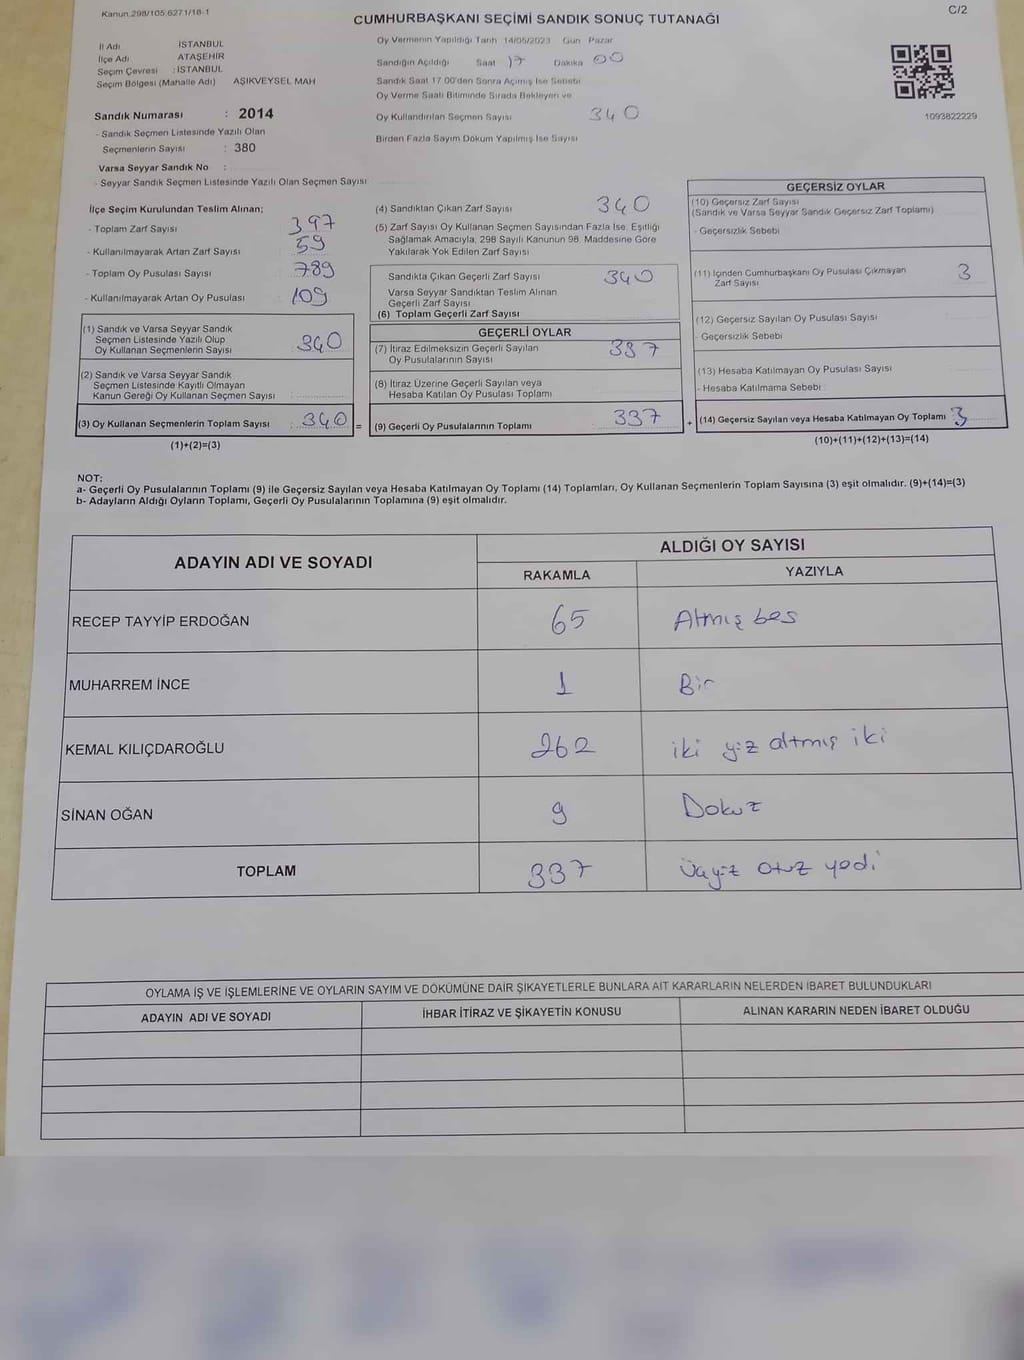 Kanun 298/105 6271/18-1
C/2
CUMHURBAŞKANI SEÇİMİ SANDIK SONUÇ TUTANAĞI
İl Adı İSTANBUL
İlçe Adı ATAŞEHİR
Seçim Çevresi : İSTANBUL
Seçim Bölgesi (Mahalle Adı) AŞIKVEYSEL MAH
Oy Vermenin Yapıldığı Tarih 14/05/2023 Gün Pazar
Sandığın Açıldığı Saat 17 Dakika 00
Sandık Saat 17.00'den Sonra Açılmış İse Sebebi
Oy Verme Saati Bitiminde Sırada Bekleyen ve
Oy Kullandırılan Seçmen Sayısı 340
Birden Fazla Sayım Döküm Yapılmış İse Sayısı
1093822229
Sandık Numarası : 2014
- Sandık Seçmen Listesinde Yazılı Olan
Seçmenlerin Sayısı : 380
Varsa Seyyar Sandık No :
- Seyyar Sandık Seçmen Listesinde Yazılı Olan Seçmen Sayısı
İlçe Seçim Kurulundan Teslim Alınan;
- Toplam Zarf Sayısı 397
- Kullanılmayarak Artan Zarf Sayısı 59
- Toplam Oy Pusulası Sayısı 789
- Kullanılmayarak Artan Oy Pusulası 109
(1) Sandık ve Varsa Seyyar Sandık
Seçmen Listesinde Yazılı Olup
Oy Kullanan Seçmenlerin Sayısı 340
(2) Sandık ve Varsa Seyyar Sandık
Seçmen Listesinde Kayıtlı Olmayan
Kanun Gereği Oy Kullanan Seçmen Sayısı :
(3) Oy Kullanan Seçmenlerin Toplam Sayısı : 340 =
(1)+(2)=(3)
(4) Sandıktan Çıkan Zarf Sayısı 340
(5) Zarf Sayısı Oy Kullanan Seçmen Sayısından Fazla İse, Eşitliği
Sağlamak Amacıyla, 298 Sayılı Kanunun 98. Maddesine Göre
Yakılarak Yok Edilen Zarf Sayısı
Sandıkta Çıkan Geçerli Zarf Sayısı 340
Varsa Seyyar Sandıktan Teslim Alınan
Geçerli Zarf Sayısı
(6) Toplam Geçerli Zarf Sayısı
GEÇERLİ OYLAR
(7) İtiraz Edilmeksizin Geçerli Sayılan
Oy Pusulalarının Sayısı 337
(8) İtiraz Üzerine Geçerli Sayılan veya
Hesaba Katılan Oy Pusulası Toplamı
(9) Geçerli Oy Pusulalarının Toplamı 337 +
GEÇERSİZ OYLAR
(10) Geçersiz Zarf Sayısı
(Sandık ve Varsa Seyyar Sandık Geçersiz Zarf Toplamı)
- Geçersizlik Sebebi
(11) İçinden Cumhurbaşkanı Oy Pusulası Çıkmayan
Zarf Sayısı 3
(12) Geçersiz Sayılan Oy Pusulası Sayısı
- Geçersizlik Sebebi
(13) Hesaba Katılmayan Oy Pusulası Sayısı
- Hesaba Katılmama Sebebi :
(14) Geçersiz Sayılan veya Hesaba Katılmayan Oy Toplamı 3
(10)+(11)+(12)+(13)=(14)
NOT:
a- Geçerli Oy Pusulalarının Toplamı (9) ile Geçersiz Sayılan veya Hesaba Katılmayan Oy Toplamı (14) Toplamları, Oy Kullanan Seçmenlerin Toplam Sayısına (3) eşit olmalıdır. (9)+(14)=(3)
b- Adayların Aldığı Oyların Toplamı, Geçerli Oy Pusulalarının Toplamına (9) eşit olmalıdır.
ADAYIN ADI VE SOYADI ALDIĞI OY SAYISI
RAKAMLA YAZIYLA
RECEP TAYYİP ERDOĞAN 65 Atmış bes
MUHARREM İNCE 1 Bir
KEMAL KILIÇDAROĞLU 262 iki yüz altmış iki
SİNAN OĞAN 9 Dokuz
TOPLAM 337 Üçyüz otuz yedi
OYLAMA İŞ VE İŞLEMLERİNE VE OYLARIN SAYIM VE DÖKÜMÜNE DAİR ŞİKAYETLERLE BUNLARA AİT KARARLARIN NELERDEN İBARET BULUNDUKLARI
ADAYIN ADI VE SOYADI İHBAR İTİRAZ VE ŞİKAYETİN KONUSU ALINAN KARARIN NEDEN İBARET OLDUĞU